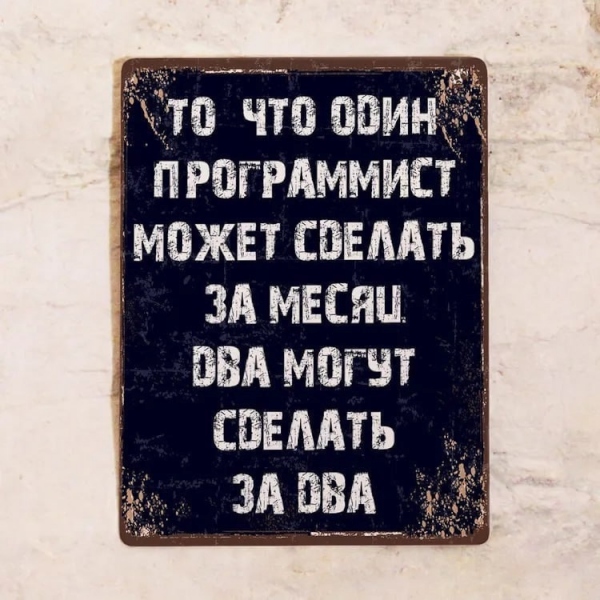 ТО ЧТО ОДИН
ПРОГРАММИСТ
МОЖЕТ СДЕЛАТЬ
ЗА МЕСЯЦ
ДВА МОГУТ
СДЕЛАТЬ
ЗА ДВА